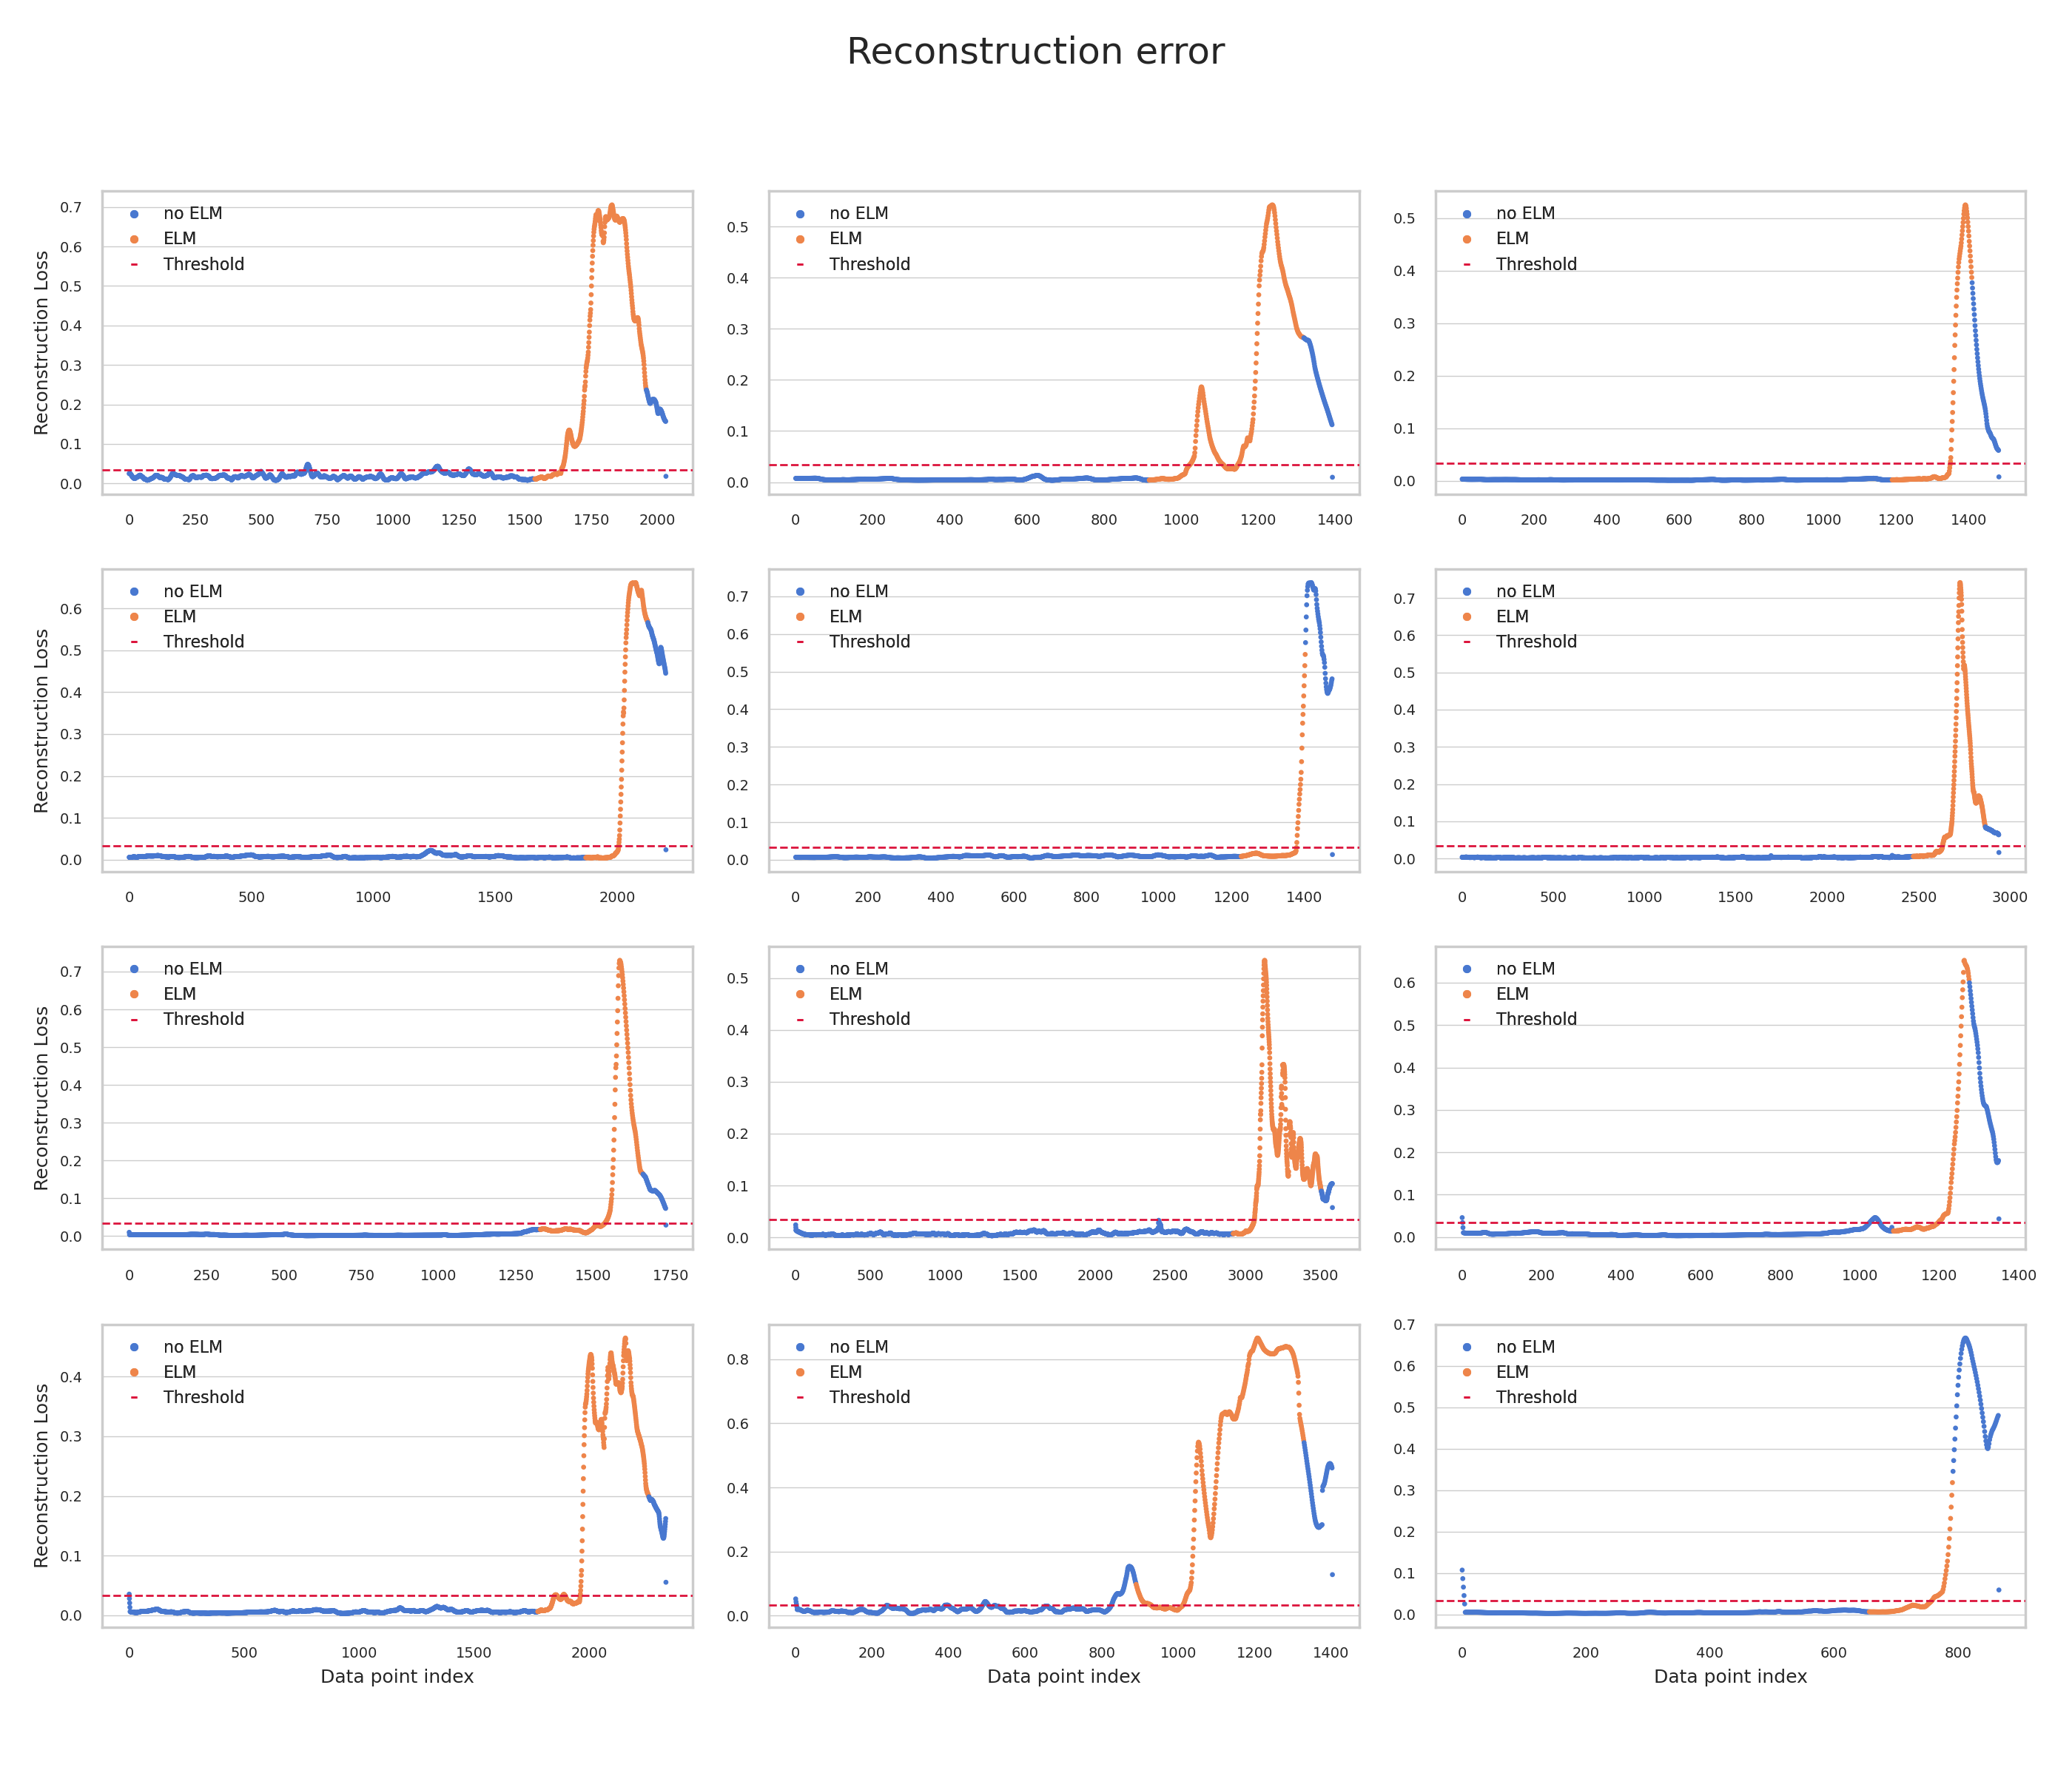 Reconstruction error
Reconstruction Loss
0.7
0.6
0.5
0.4
0.3
0.2
0.1
0.0
no ELM
ELM
Threshold
0 250 500 750 1000 1250 1500 1750 2000
0.5
0.4
0.3
0.2
0.1
0.0
no ELM
ELM
Threshold
0 200 400 600 800 1000 1200 1400
0.5
0.4
0.3
0.2
0.1
0.0
no ELM
ELM
Threshold
0 200 400 600 800 1000 1200 1400
Reconstruction Loss
0.6
0.5
0.4
0.3
0.2
0.1
0.0
no ELM
ELM
Threshold
0 500 1000 1500 2000
0.7
0.6
0.5
0.4
0.3
0.2
0.1
0.0
no ELM
ELM
Threshold
0 200 400 600 800 1000 1200 1400
0.7
0.6
0.5
0.4
0.3
0.2
0.1
0.0
no ELM
ELM
Threshold
0 500 1000 1500 2000 2500 3000
Reconstruction Loss
0.7
0.6
0.5
0.4
0.3
0.2
0.1
0.0
no ELM
ELM
Threshold
0 250 500 750 1000 1250 1500 1750
0.5
0.4
0.3
0.2
0.1
0.0
no ELM
ELM
Threshold
0 500 1000 1500 2000 2500 3000 3500
0.6
0.5
0.4
0.3
0.2
0.1
0.0
no ELM
ELM
Threshold
0 200 400 600 800 1000 1200 1400
Reconstruction Loss
0.4
0.3
0.2
0.1
0.0
no ELM
ELM
Threshold
0 500 1000 1500 2000
Data point index
0.8
0.6
0.4
0.2
0.0
no ELM
ELM
Threshold
0 200 400 600 800 1000 1200 1400
Data point index
0.7
0.6
0.5
0.4
0.3
0.2
0.1
0.0
no ELM
ELM
Threshold
0 200 400 600 800
Data point index